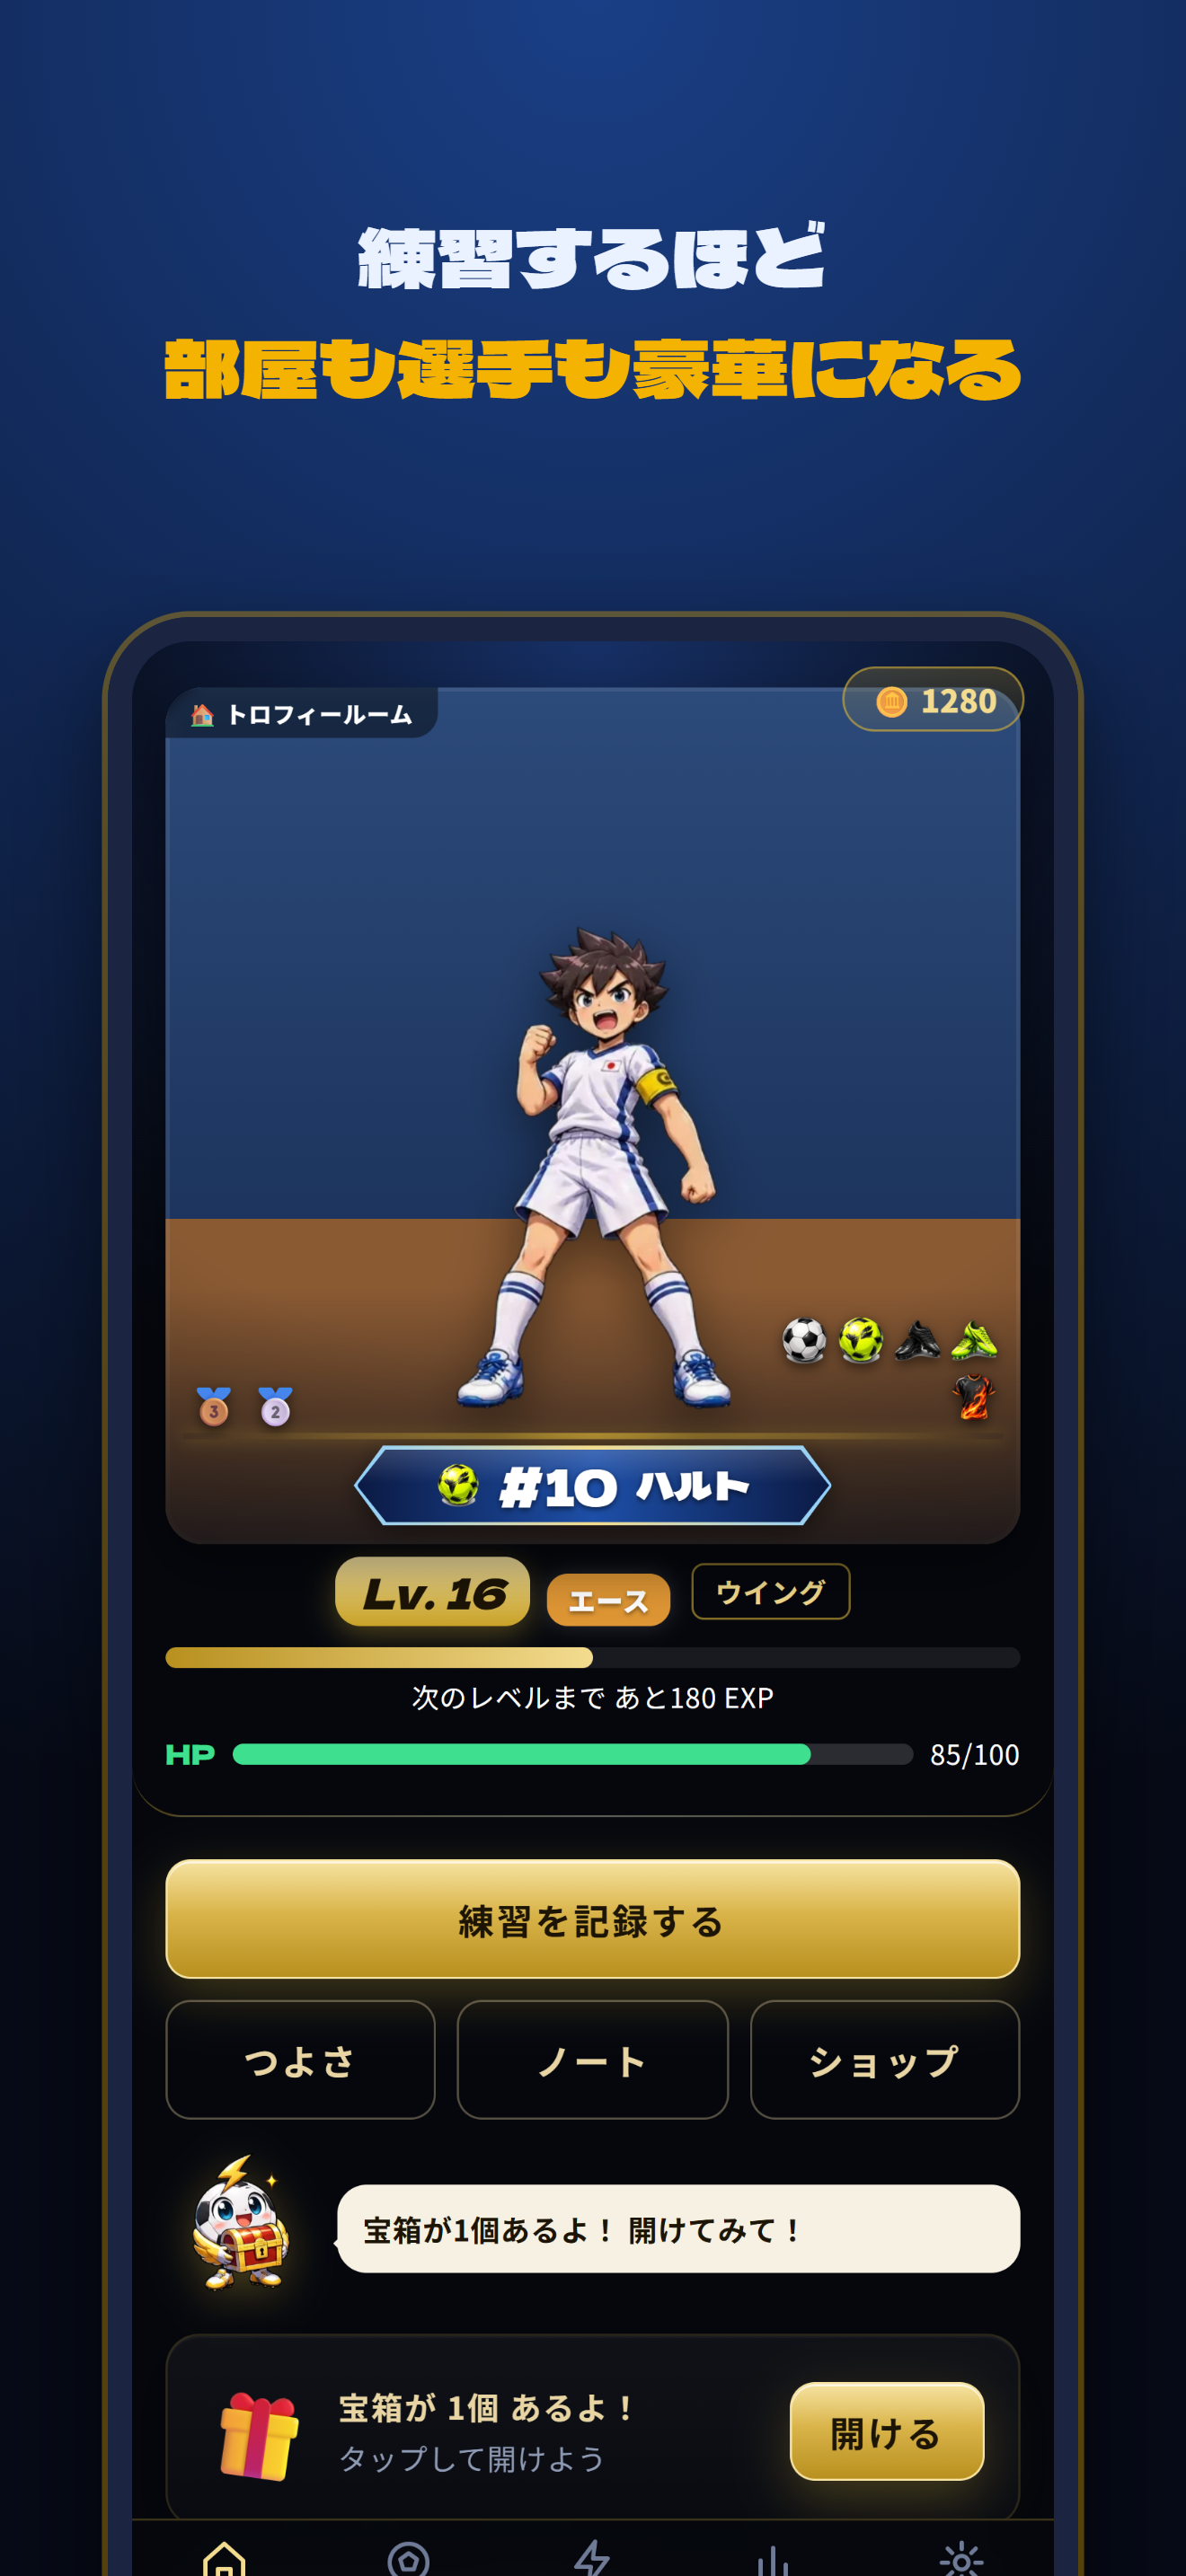 練習するほど
部屋も選手も豪華になる
トロフィールーム
1280
3 2
#10 ハルト
Lv. 16 エース ウイング
次のレベルまで あと180 EXP
HP 85/100
練習を記録する
つよさ ノート ショップ
宝箱が1個あるよ! 開けてみて!
宝箱が 1個 あるよ!
タップして開けよう
開ける